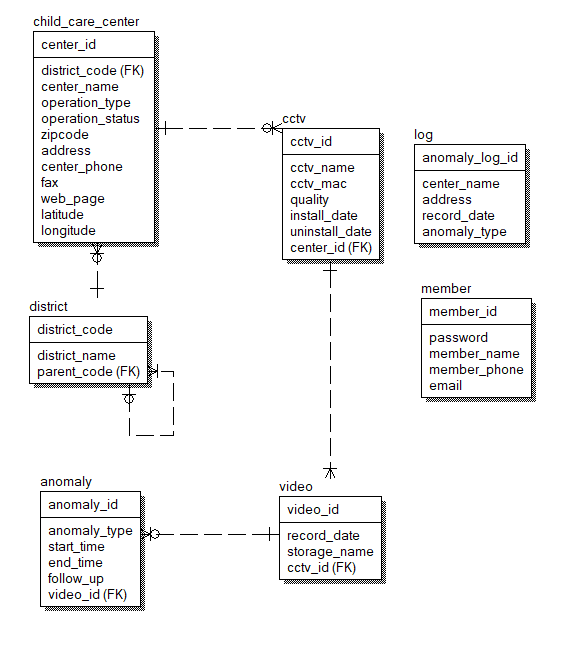 child_care_center
center_id
district_code (FK)
center_name
operation_type
operation_status
zipcode
address
center_phone
fax
web_page
latitude
longitude
cctv
cctv_id
cctv_name
cctv_mac
quality
install_date
uninstall_date
center_id (FK)
log
anomaly_log_id
center_name
address
record_date
anomaly_type
member
member_id
password
member_name
member_phone
email
district
district_code
district_name
parent_code (FK)
anomaly
anomaly_id
anomaly_type
start_time
end_time
follow_up
video_id (FK)
video
video_id
record_date
storage_name
cctv_id (FK)